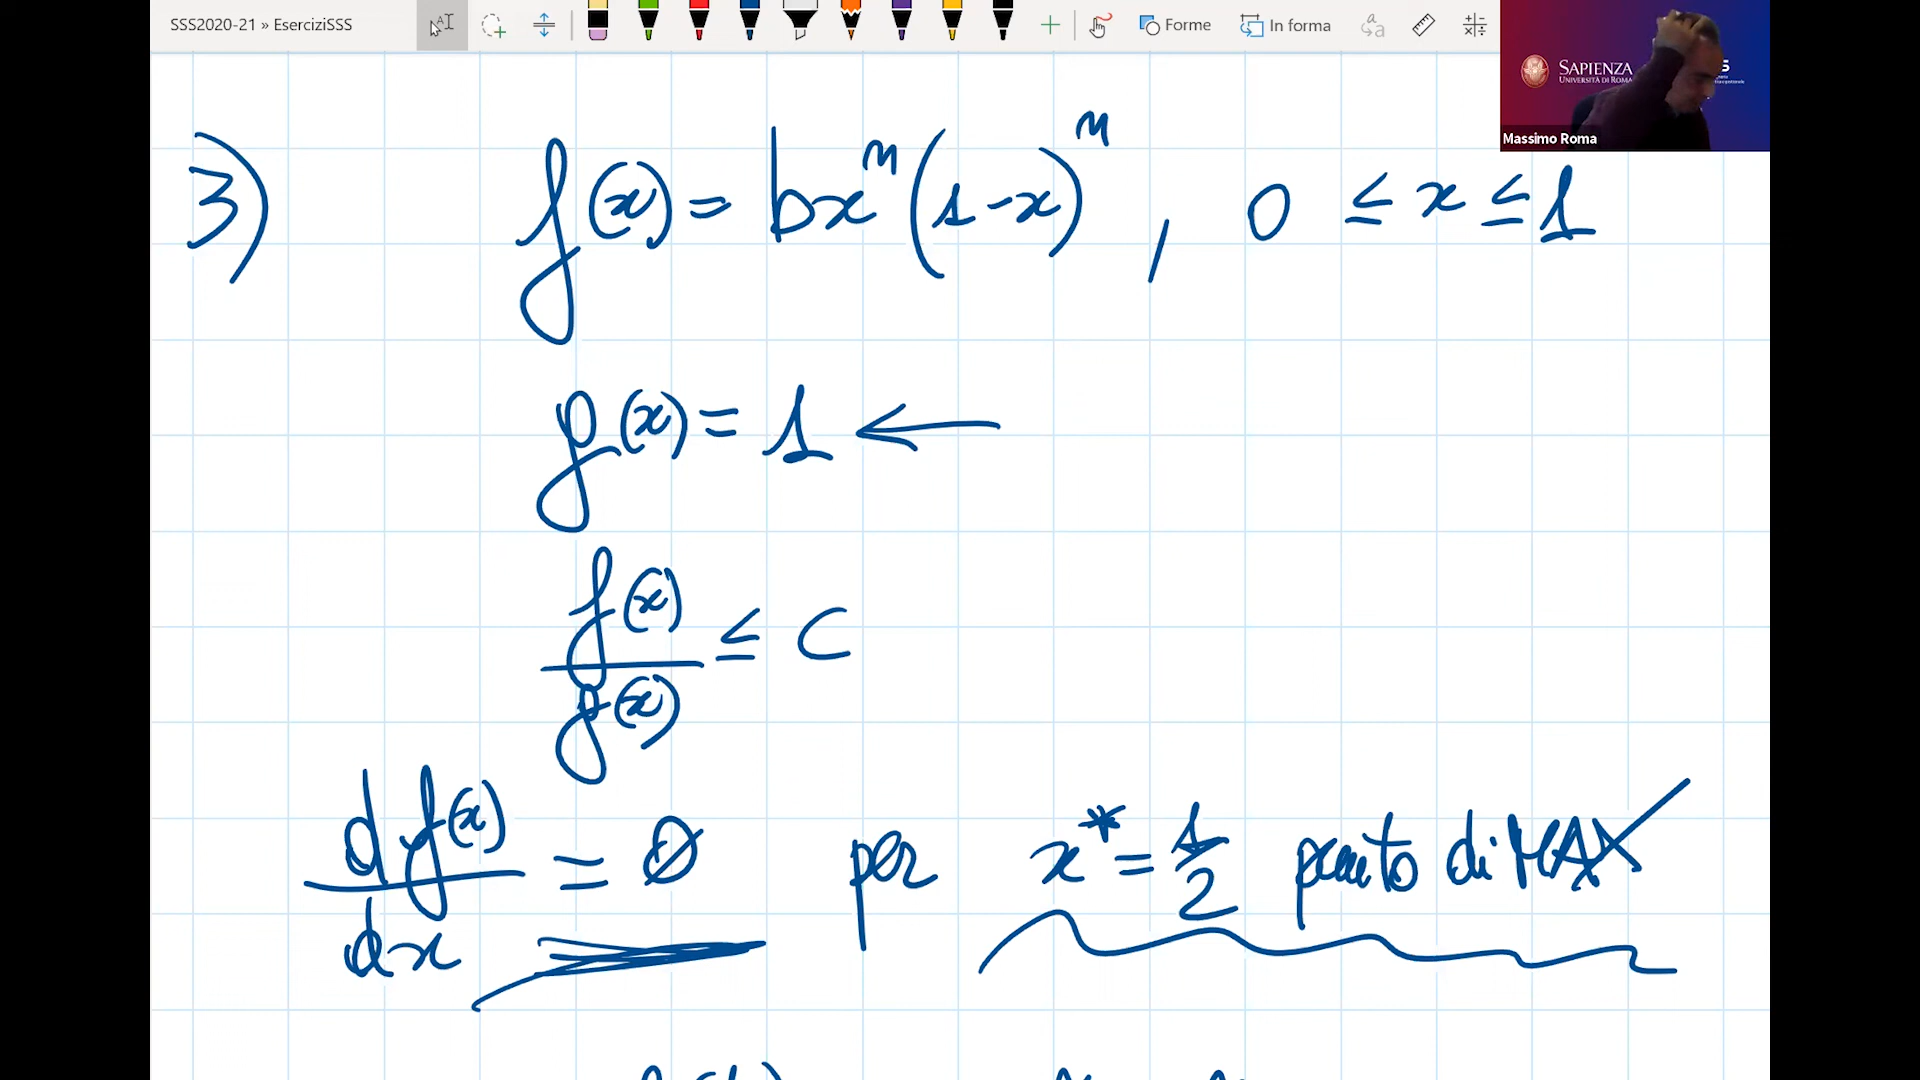 SSS2020-21 » EserciziSSS
Forme
In forma
SAPIENZA
UNIVERSITÀ DI ROMA
Massimo Roma
3) f(x) = bx^n (1-x)^n , 0 ≤ x ≤ 1
g(x) = 1 ←
f(x)/g(x) ≤ C
df(x)/dx = 0 per x* = 1/2 punto di MAX